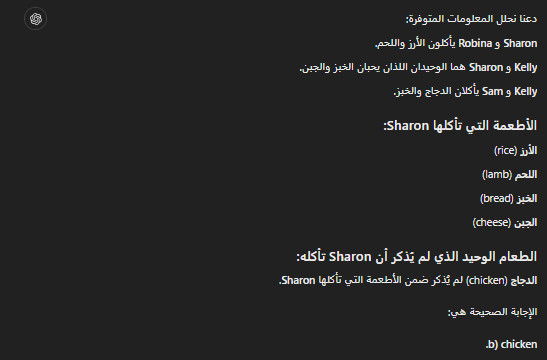 دعنا نحلل المعلومات المتوفرة:
Sharon و Robina يأكلون الأرز واللحم.
Kelly و Sharon هما الوحيدان اللذان يحبان الخبز والجبن.
Kelly و Sam يأكلان الدجاج والخبز.
الأطعمة التي تأكلها Sharon:
الأرز (rice)
اللحم (lamb)
الخبز (bread)
الجبن (cheese)
الطعام الوحيد الذي لم يُذكر أن Sharon تأكله:
الدجاج (chicken) لم يُذكر ضمن الأطعمة التي تأكلها Sharon.
الإجابة الصحيحة هي:
b) chicken.